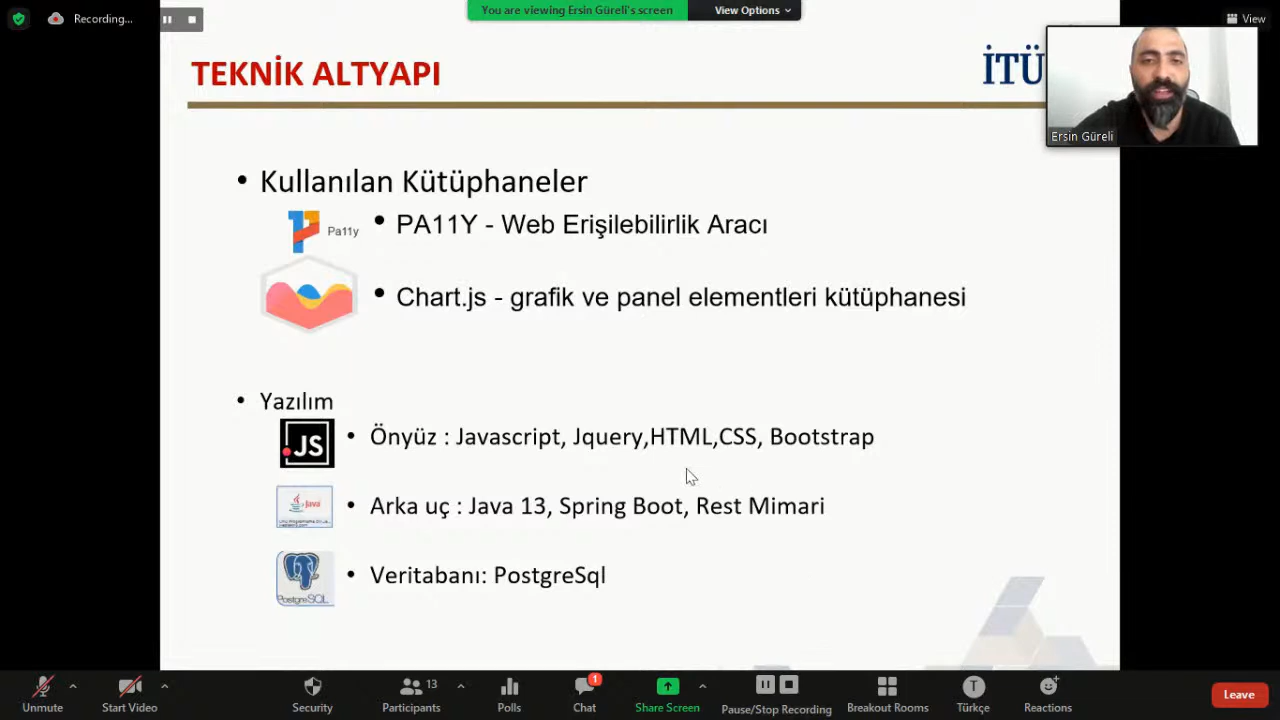 Recording...
You are viewing Ersin Güreli's screen
View Options
View
TEKNİK ALTYAPI
İTÜ
Ersin Güreli
• Kullanılan Kütüphaneler
Pa11y
• PA11Y - Web Erişilebilirlik Aracı
• Chart.js - grafik ve panel elementleri kütüphanesi
• Yazılım
JS
• Önyüz : Javascript, Jquery,HTML,CSS, Bootstrap
Java
• Arka uç : Java 13, Spring Boot, Rest Mimari
PostgreSQL
• Veritabanı: PostgreSql
Unmute
Start Video
Security
13
Participants
Polls
1
Chat
Share Screen
Pause/Stop Recording
Breakout Rooms
T
Türkçe
Reactions
Leave